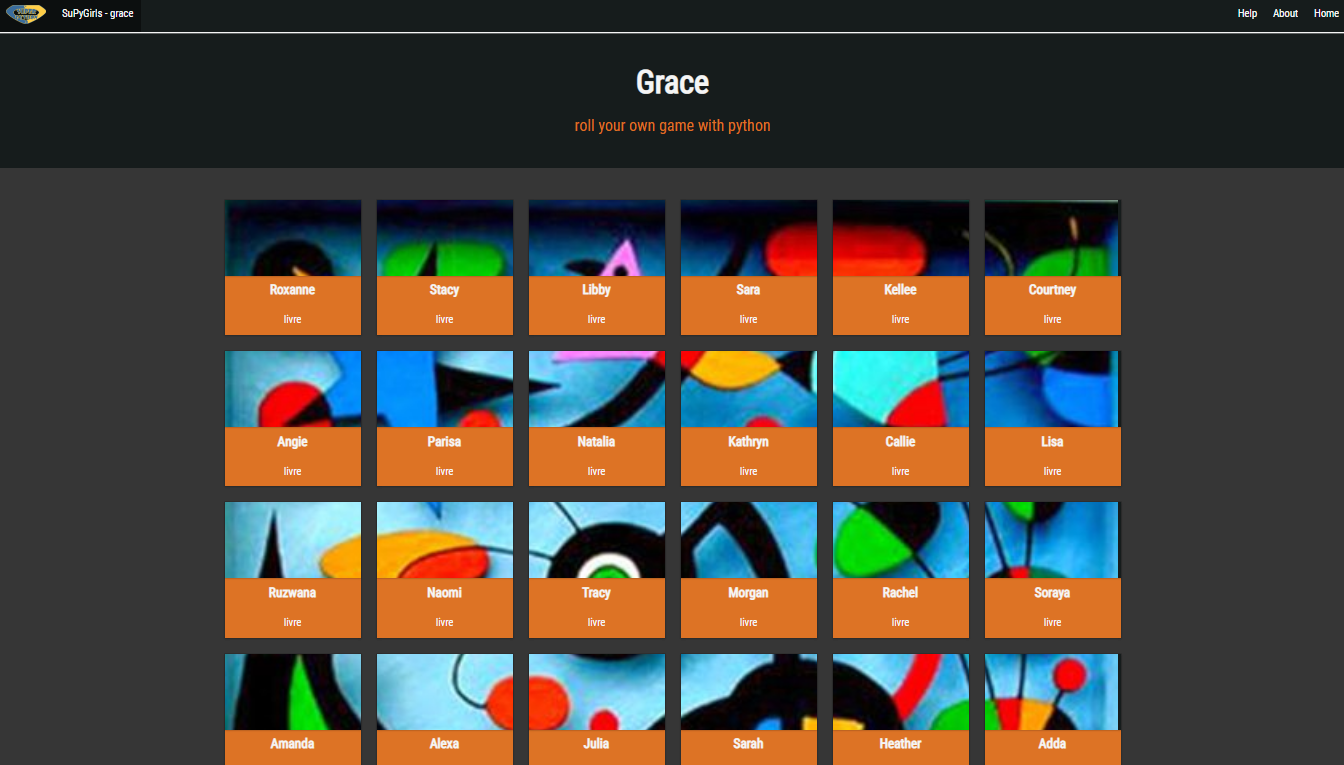 SuPyGirls - grace
Help About Home
Grace
roll your own game with python
Roxanne Stacy Libby Sara Kellee Courtney
livre livre livre livre livre livre
Angie Parisa Natalia Kathryn Callie Lisa
livre livre livre livre livre livre
Ruzwana Naomi Tracy Morgan Rachel Soraya
livre livre livre livre livre livre
Amanda Alexa Julia Sarah Heather Adda